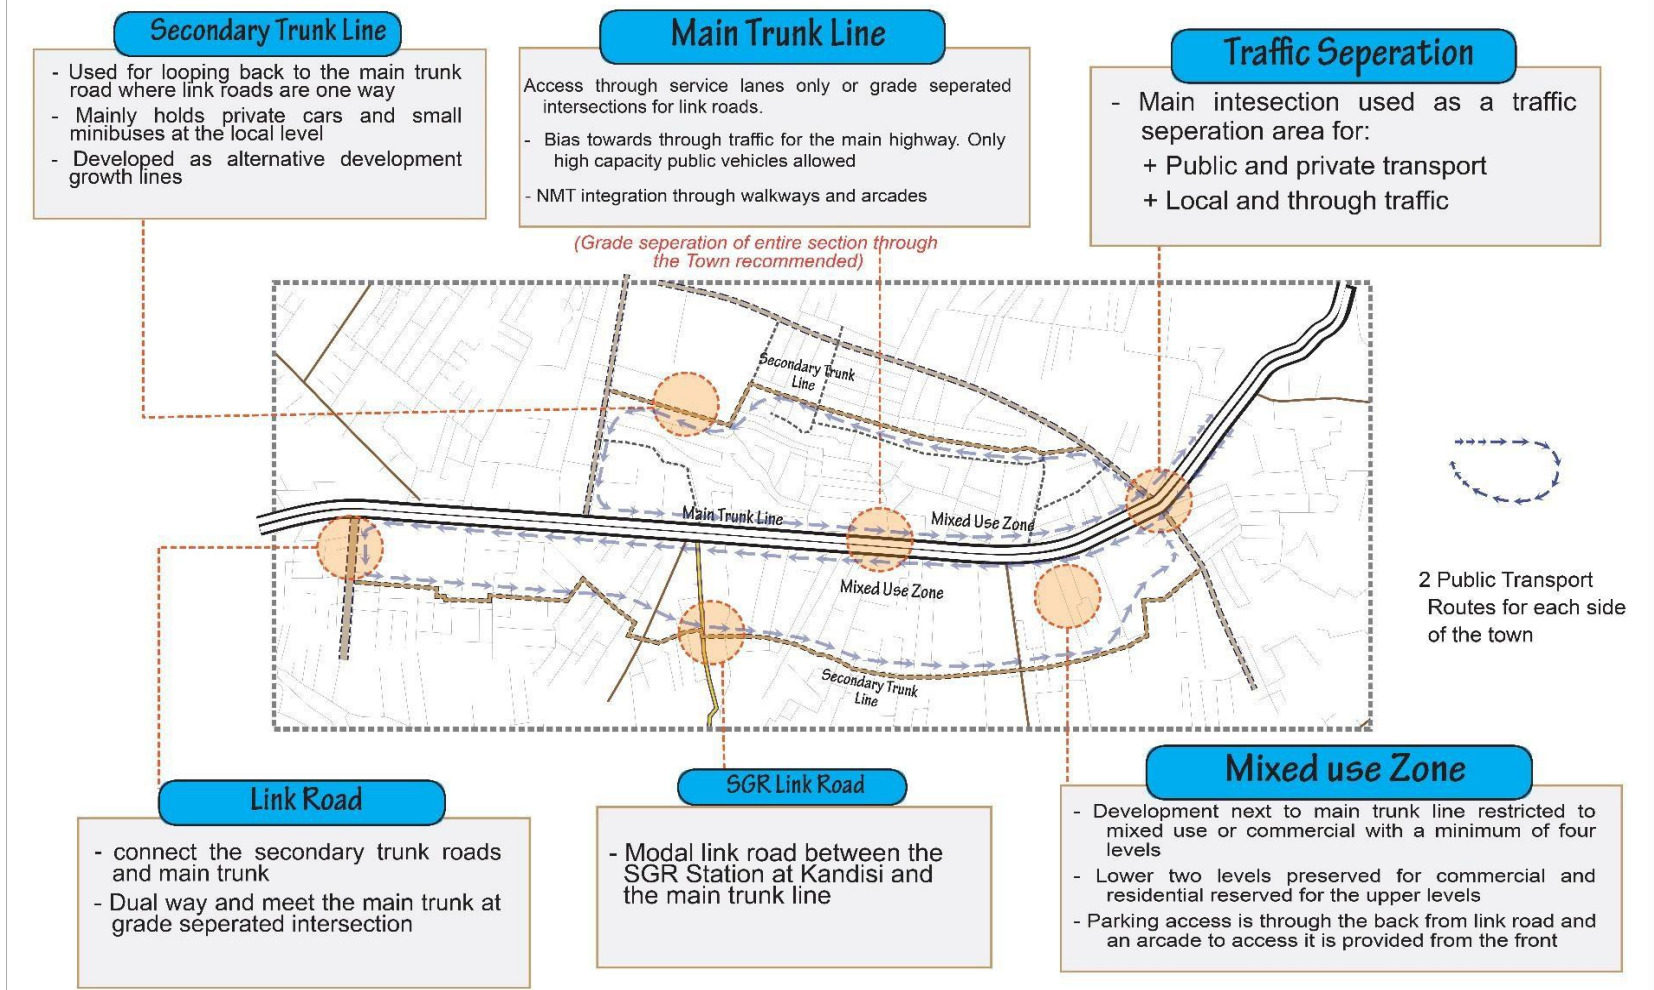 Secondary Trunk Line
- Used for looping back to the main trunk
road where link roads are one way
- Mainly holds private cars and small
minibuses at the local level
- Developed as alternative development
growth lines
Main Trunk Line
Access through service lanes only or grade seperated
intersections for link roads.
- Bias towards through traffic for the main highway. Only
high capacity public vehicles allowed
- NMT integration through walkways and arcades
(Grade seperation of entire section through
the Town recommended)
Traffic Seperation
- Main intesection used as a traffic
seperation area for:
+ Public and private transport
+ Local and through traffic
Secondary Trunk
Line
Main Trunk Line
Mixed Use Zone
Mixed Use Zone
Secondary Trunk
Line
2 Public Transport
Routes for each side
of the town
Link Road
- connect the secondary trunk roads
and main trunk
- Dual way and meet the main trunk at
grade seperated intersection
SGR Link Road
- Modal link road between the
SGR Station at Kandisi and
the main trunk line
Mixed use Zone
- Development next to main trunk line restricted to
mixed use or commercial with a minimum of four
levels
- Lower two levels preserved for commercial and
residential reserved for the upper levels
- Parking access is through the back from link road and
an arcade to access it is provided from the front